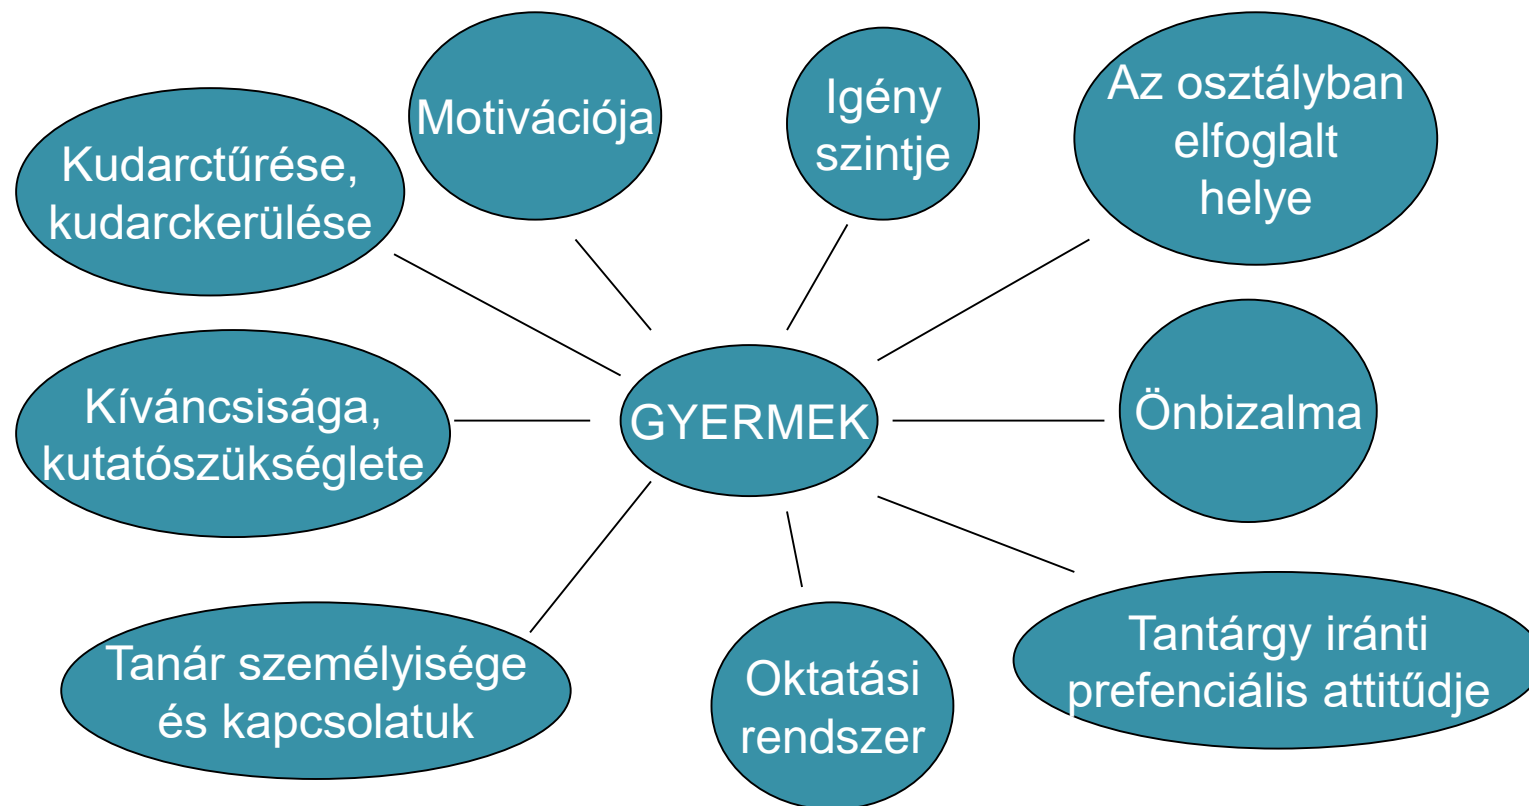 Motivációja
Igény
szintje
Az osztályban
elfoglalt
helye
Kudarctűrése,
kudarckerülése
Kíváncsisága,
kutatószükséglete
GYERMEK
Önbizalma
Tanár személyisége
és kapcsolatuk
Oktatási
rendszer
Tantárgy iránti
prefenciális attitűdje